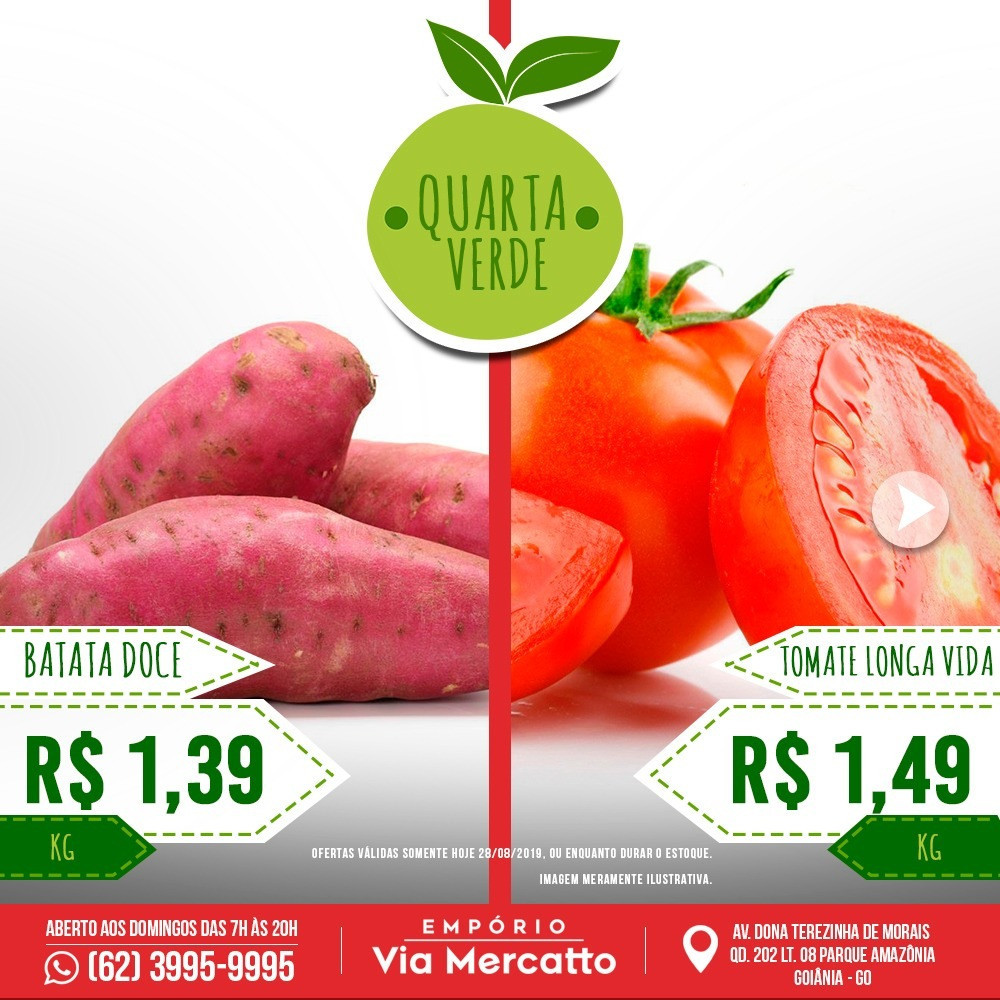 QUARTA
VERDE
BATATA DOCE
R$ 1,39
KG
TOMATE LONGA VIDA
R$ 1,49
KG
OFERTAS VÁLIDAS SOMENTE HOJE 28/08/2019, OU ENQUANTO DURAR O ESTOQUE.
IMAGEM MERAMENTE ILUSTRATIVA.
ABERTO AOS DOMINGOS DAS 7H ÀS 20H
(62) 3995-9995
EMPÓRIO
Via Mercatto
AV. DONA TEREZINHA DE MORAIS
QD. 202 LT. 08 PARQUE AMAZÔNIA
GOIÂNIA - GO